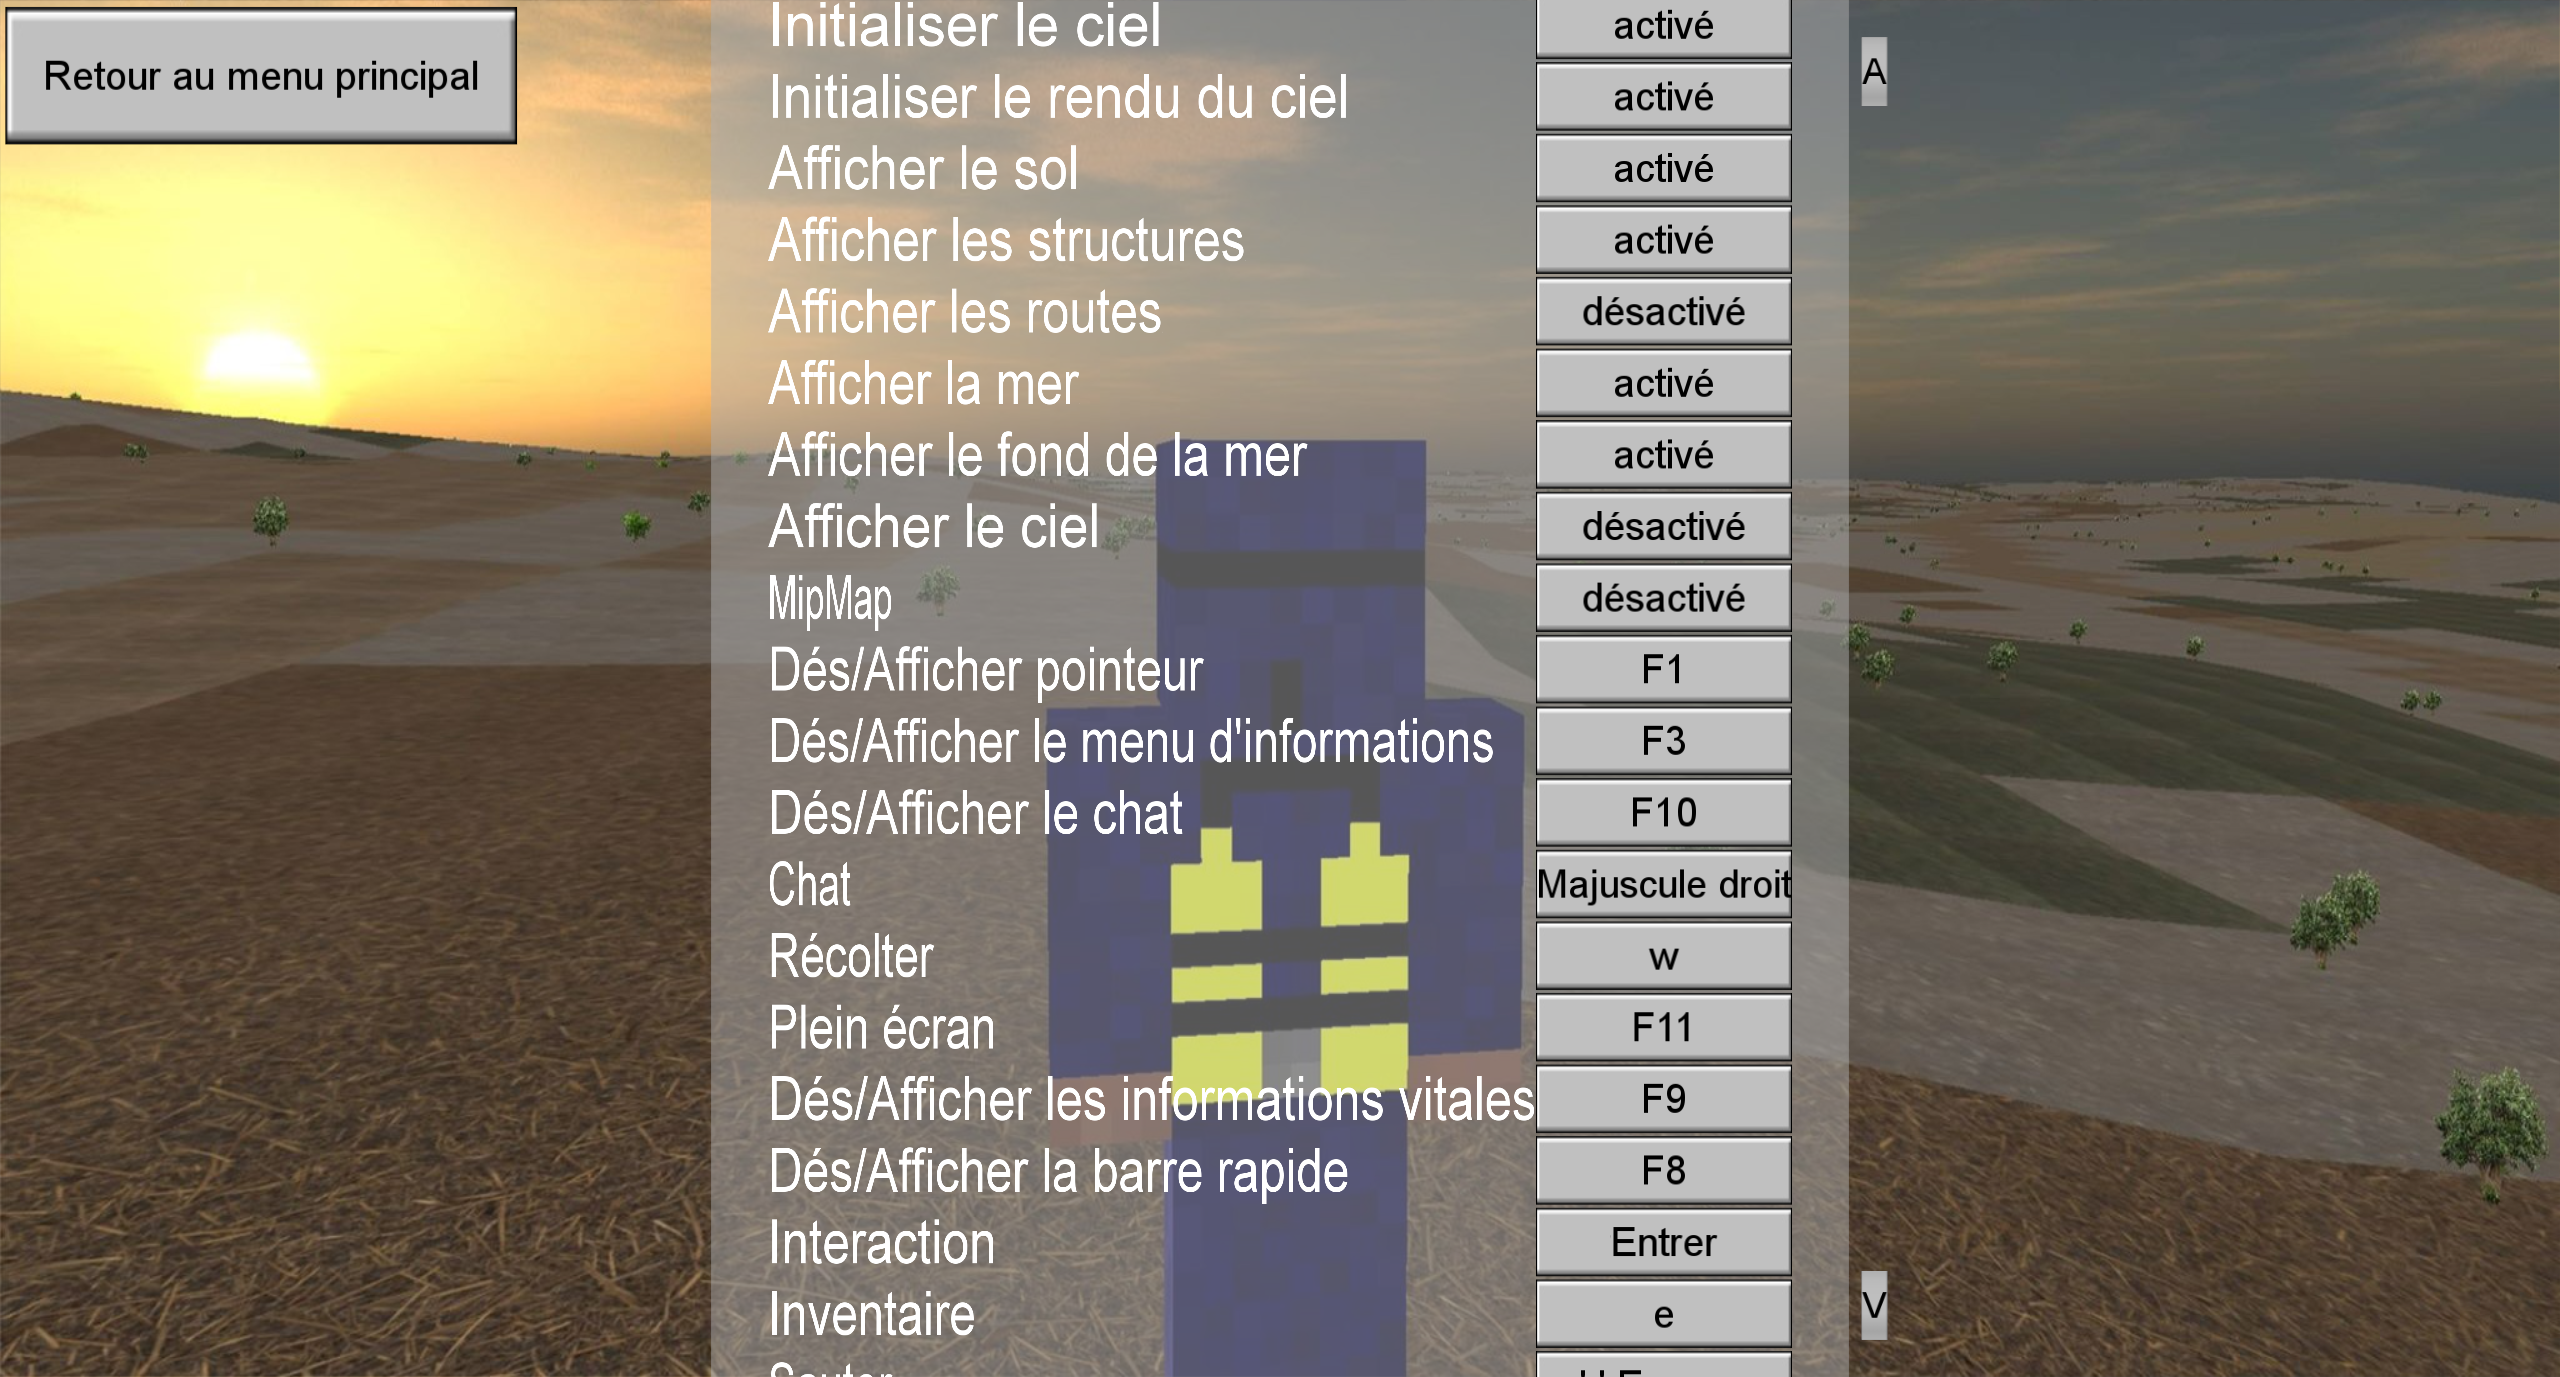 Retour au menu principal
Initialiser le ciel activé
A
Initialiser le rendu du ciel activé
Afficher le sol activé
Afficher les structures activé
Afficher les routes désactivé
Afficher la mer activé
Afficher le fond de la mer activé
Afficher le ciel désactivé
MipMap désactivé
Dés/Afficher pointeur F1
Dés/Afficher le menu d'informations F3
Dés/Afficher le chat F10
Chat Majuscule droit
Récolter w
Plein écran F11
Dés/Afficher les informations vitales F9
Dés/Afficher la barre rapide F8
Interaction Entrer
Inventaire e
V
Sauter